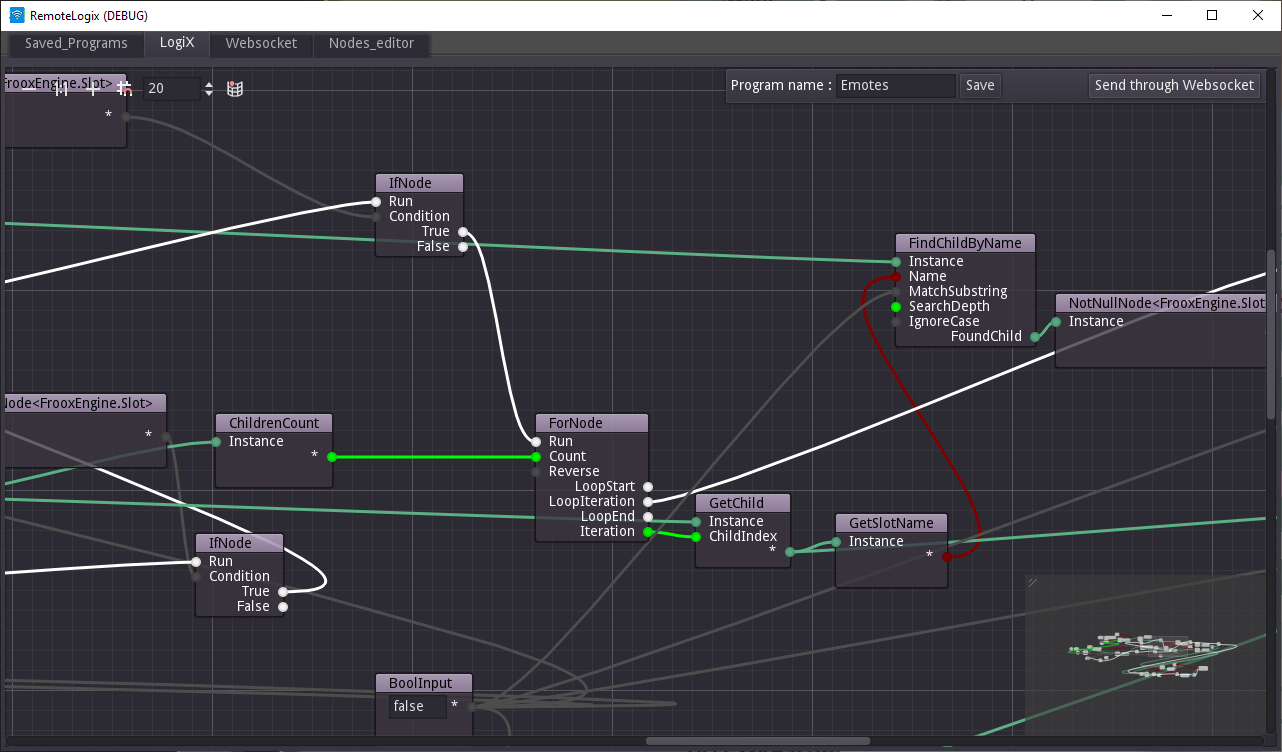 RemoteLogix (DEBUG)
Saved_Programs
LogiX
Websocket
Nodes_editor
FrooxEngine.Slot>
*
20
Program name :
Emotes
Save
Send through Websocket
IfNode
Run
Condition
True
False
FindChildByName
Instance
Name
MatchSubstring
SearchDepth
IgnoreCase
FoundChild
NotNullNode<FrooxEngine.Slot
Instance
Node<FrooxEngine.Slot>
*
ChildrenCount
Instance
*
ForNode
Run
Count
Reverse
LoopStart
LoopIteration
LoopEnd
Iteration
GetChild
Instance
ChildIndex
*
GetSlotName
Instance
*
IfNode
Run
Condition
True
False
BoolInput
false *